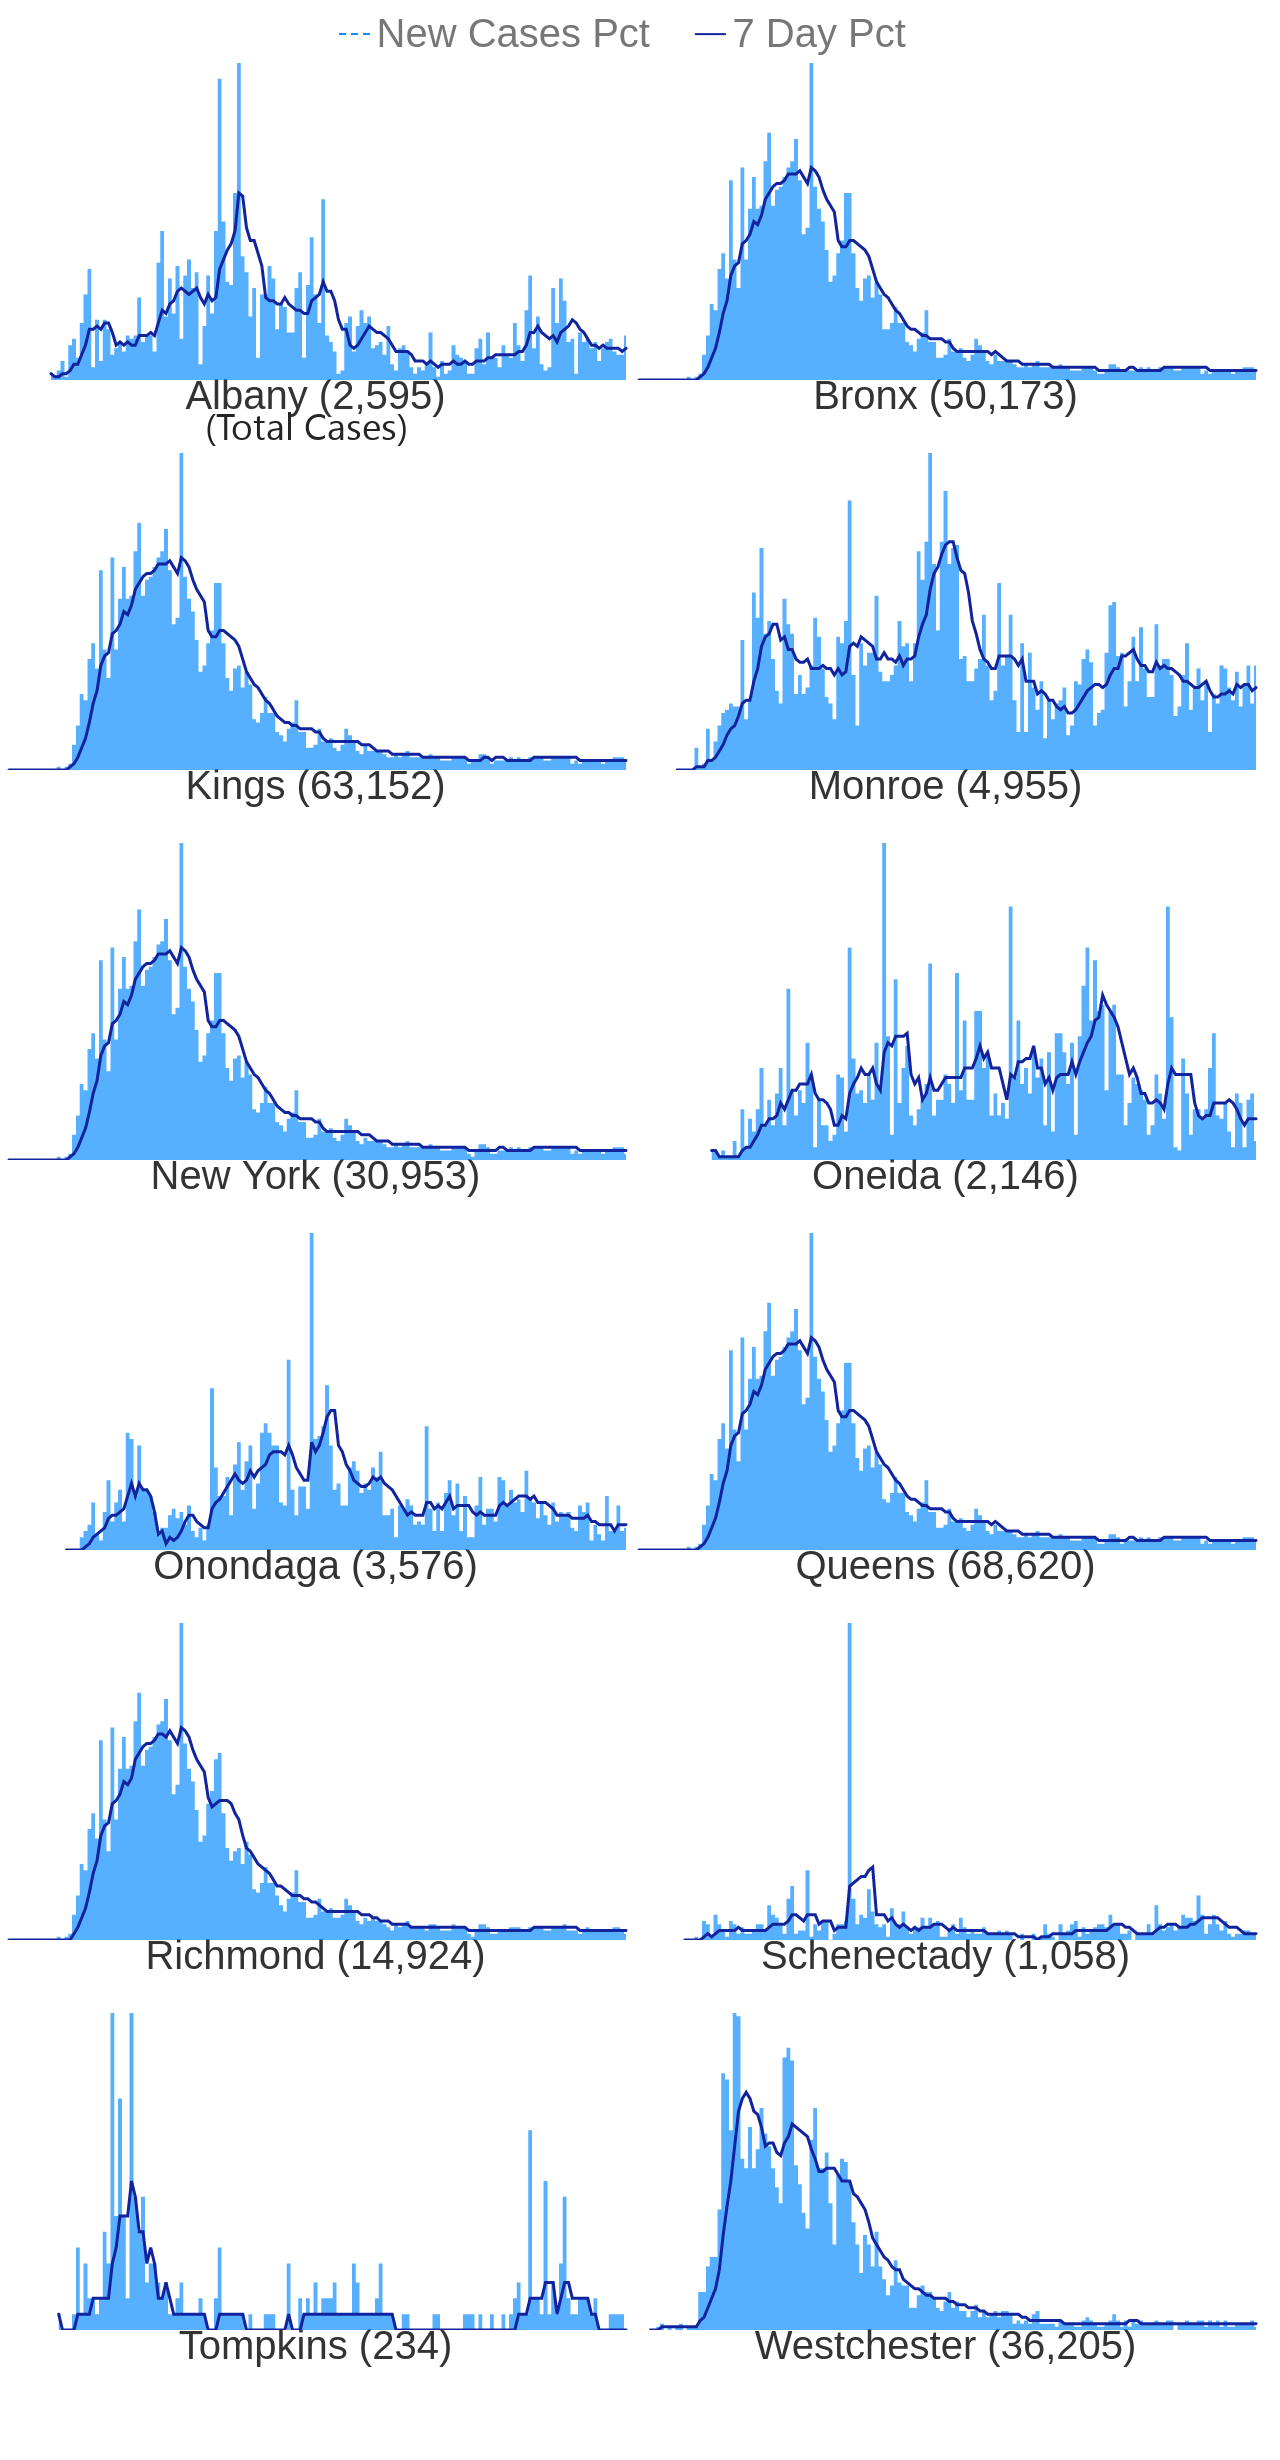 New Cases Pct 7 Day Pct
Albany (2,595) Bronx (50,173)
(Total Cases)
Kings (63,152) Monroe (4,955)
New York (30,953) Oneida (2,146)
Onondaga (3,576) Queens (68,620)
Richmond (14,924) Schenectady (1,058)
Tompkins (234) Westchester (36,205)